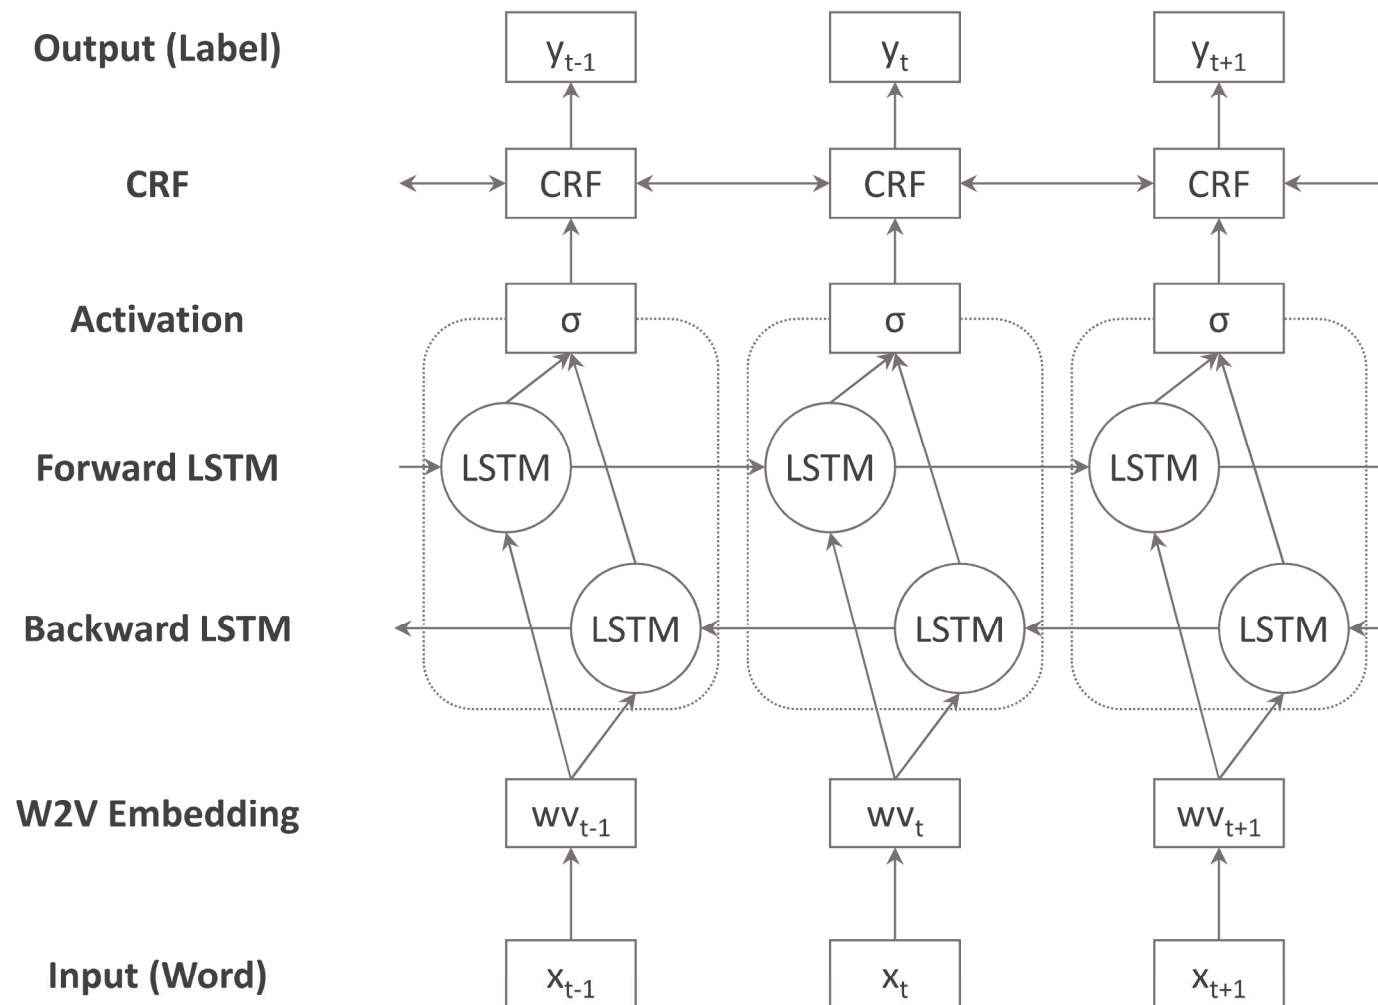 Output (Label) y_{t-1} y_t y_{t+1}
CRF CRF CRF CRF
Activation σ σ σ
Forward LSTM LSTM LSTM LSTM
Backward LSTM LSTM LSTM LSTM
W2V Embedding wv_{t-1} wv_t wv_{t+1}
Input (Word) x_{t-1} x_t x_{t+1}